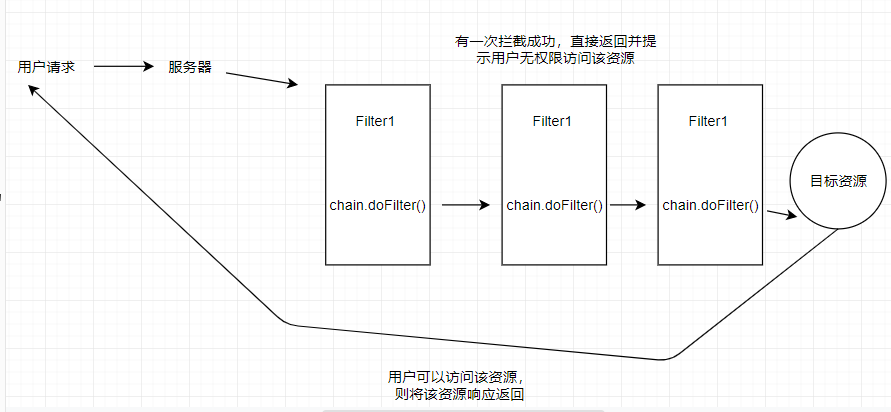 有一次拦截成功，直接返回并提
示用户无权限访问该资源
用户请求
服务器
Filter1
Filter1
Filter1
目标资源
chain.doFilter()
chain.doFilter()
chain.doFilter()
用户可以访问该资源，
则将该资源响应返回